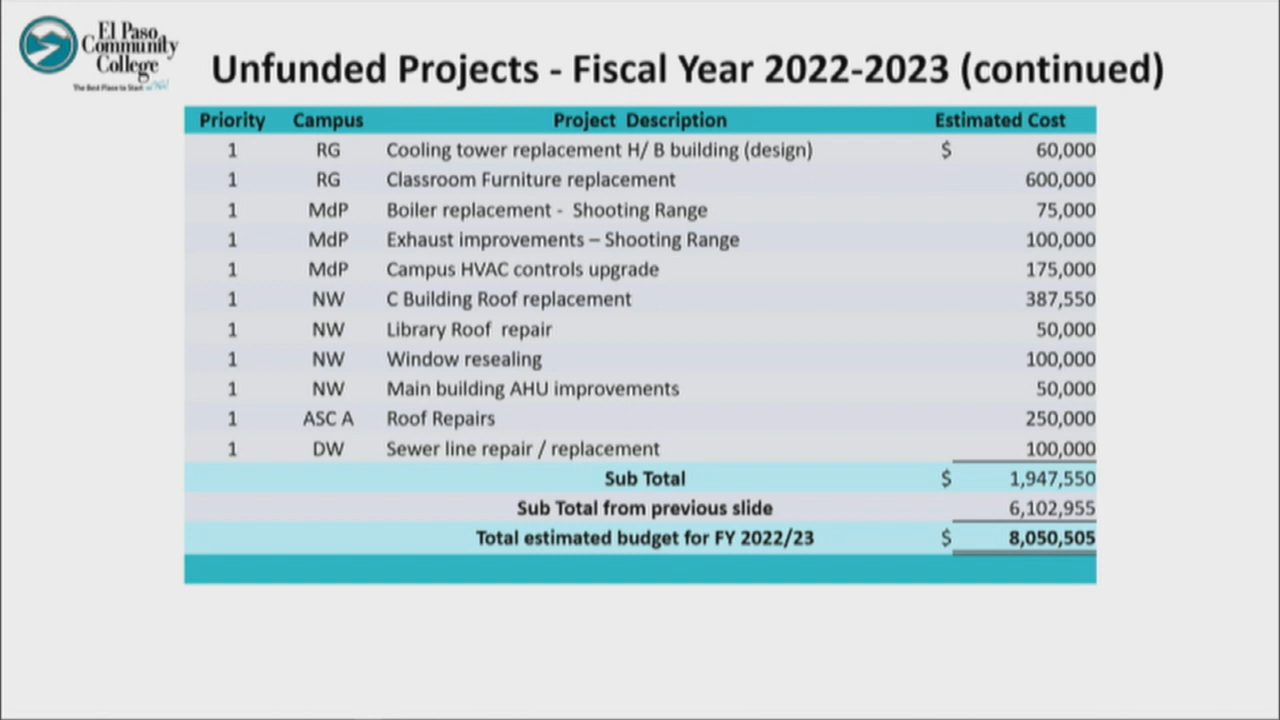 El Paso
Community
College
The Best Place to Start
Unfunded Projects - Fiscal Year 2022-2023 (continued)
Priority Campus Project Description Estimated Cost
1 RG Cooling tower replacement H/ B building (design) $ 60,000
1 RG Classroom Furniture replacement 600,000
1 MdP Boiler replacement - Shooting Range 75,000
1 MdP Exhaust improvements – Shooting Range 100,000
1 MdP Campus HVAC controls upgrade 175,000
1 NW C Building Roof replacement 387,550
1 NW Library Roof repair 50,000
1 NW Window resealing 100,000
1 NW Main building AHU improvements 50,000
1 ASC A Roof Repairs 250,000
1 DW Sewer line repair / replacement 100,000
Sub Total $ 1,947,550
Sub Total from previous slide 6,102,955
Total estimated budget for FY 2022/23 $ 8,050,505